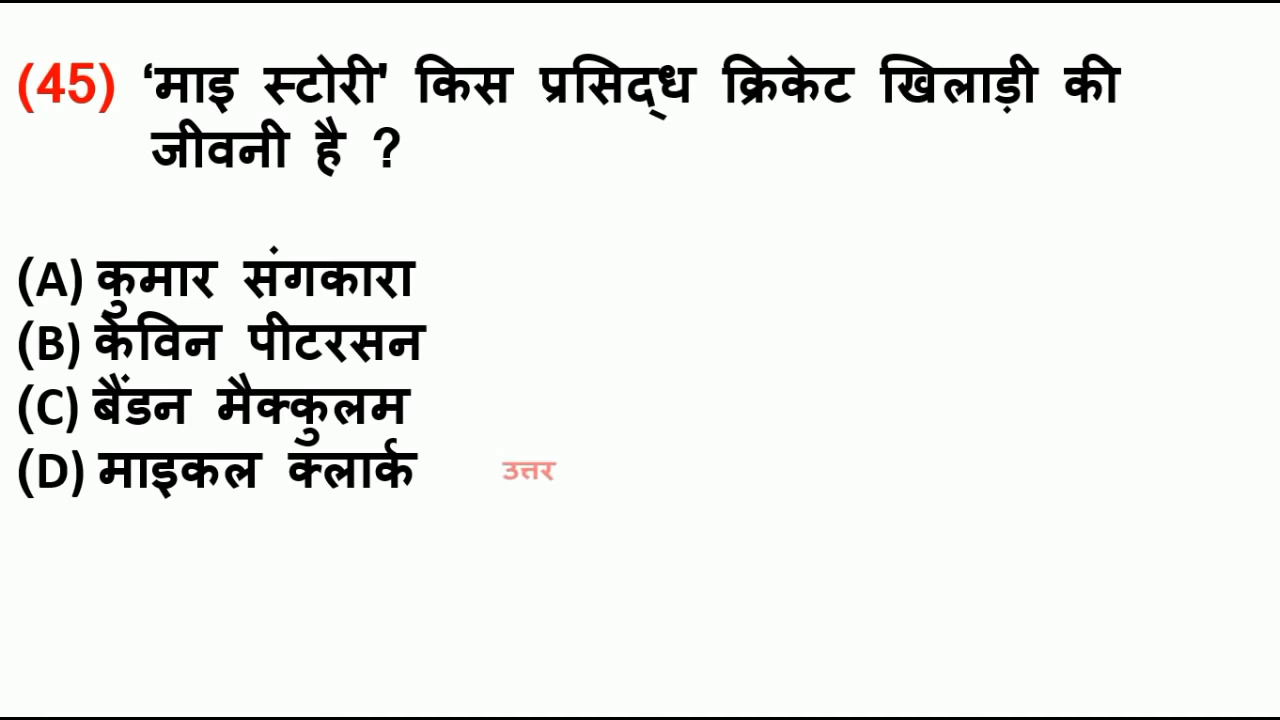 (45) ‘माइ स्टोरी' किस प्रसिद्ध क्रिकेट खिलाड़ी की
जीवनी है ?
(A) कुमार संगकारा
(B) केविन पीटरसन
(C) बैंडन मैक्कुलम
(D) माइकल क्लार्क उत्तर